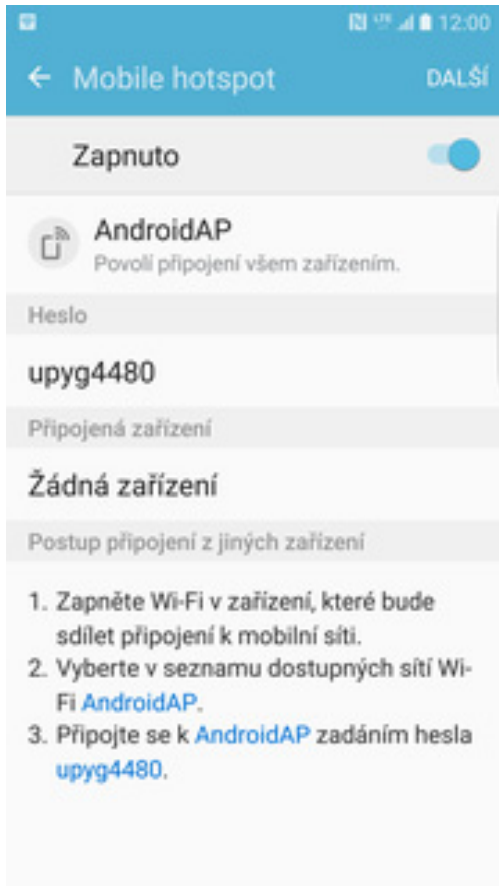 12:00
Mobile hotspot DALŠÍ
Zapnuto
AndroidAP
Povolí připojení všem zařízením.
Heslo
upyg4480
Připojená zařízení
Žádná zařízení
Postup připojení z jiných zařízení
1. Zapněte Wi-Fi v zařízení, které bude
sdílet připojení k mobilní síti.
2. Vyberte v seznamu dostupných sítí Wi-
Fi AndroidAP.
3. Připojte se k AndroidAP zadáním hesla
upyg4480.